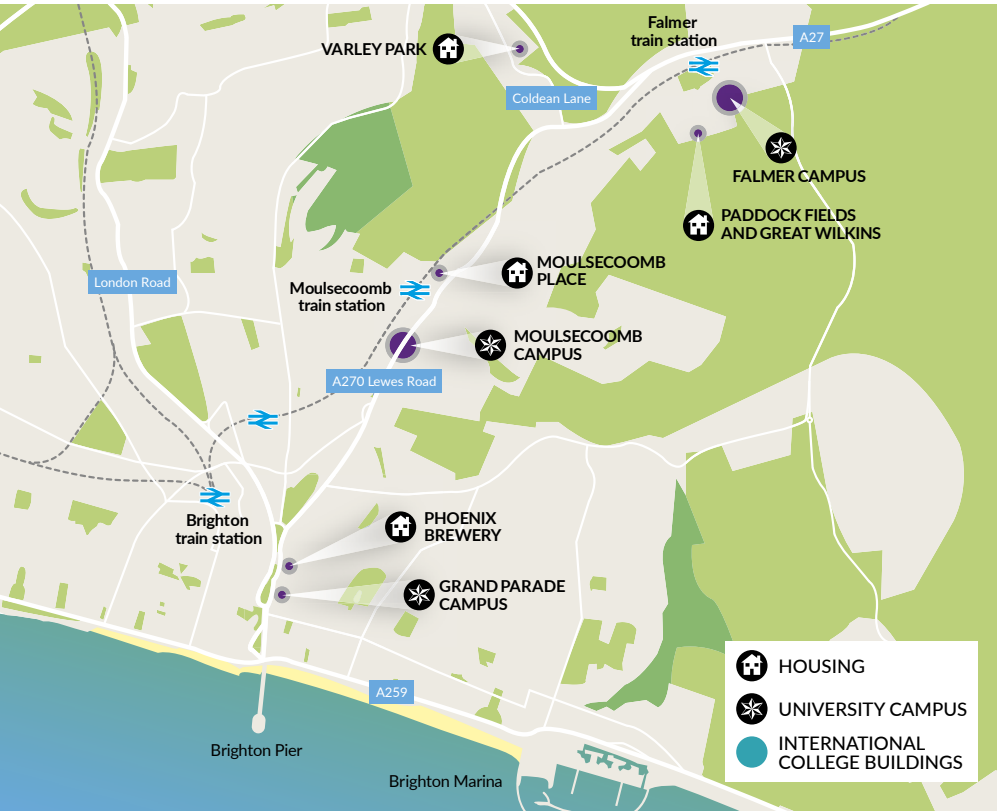 Falmer
train station
A27
VARLEY PARK
Coldean Lane
FALMER CAMPUS
PADDOCK FIELDS
AND GREAT WILKINS
MOULSECOOMB
PLACE
London Road
Moulsecoomb
train station
MOULSECOOMB
CAMPUS
A270 Lewes Road
PHOENIX
BREWERY
Brighton
train station
GRAND PARADE
CAMPUS
A259
Brighton Pier
Brighton Marina
HOUSING
UNIVERSITY CAMPUS
INTERNATIONAL
COLLEGE BUILDINGS